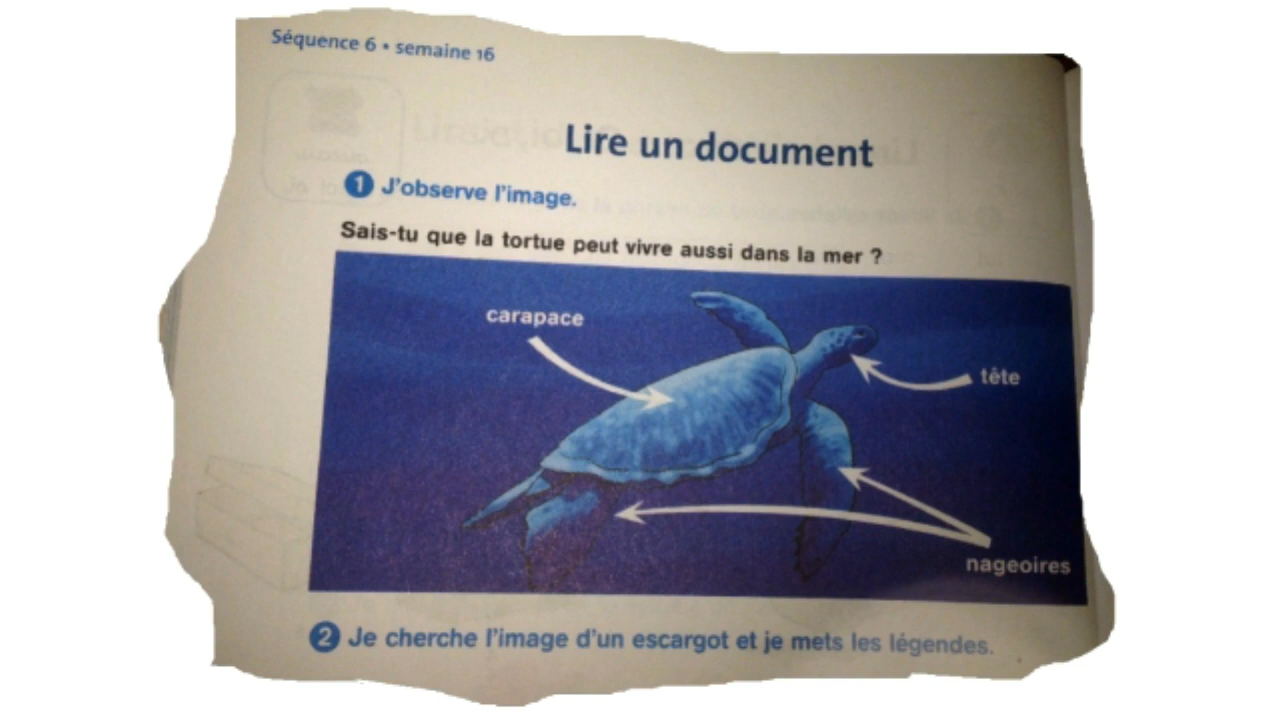 Séquence 6 • semaine 16
Lire un document
1 J'observe l'image.
Sais-tu que la tortue peut vivre aussi dans la mer ?
carapace
tête
nageoires
2 Je cherche l'image d'un escargot et je mets les légendes.